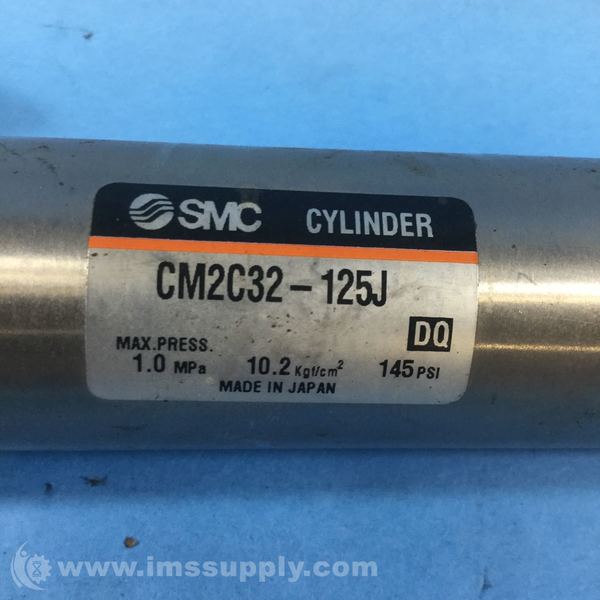 SMC CYLINDER
CM2C32-125J
DQ
MAX.PRESS.
1.0 MPa 10.2 Kgf/cm² 145 PSI
MADE IN JAPAN
www.imssupply.com